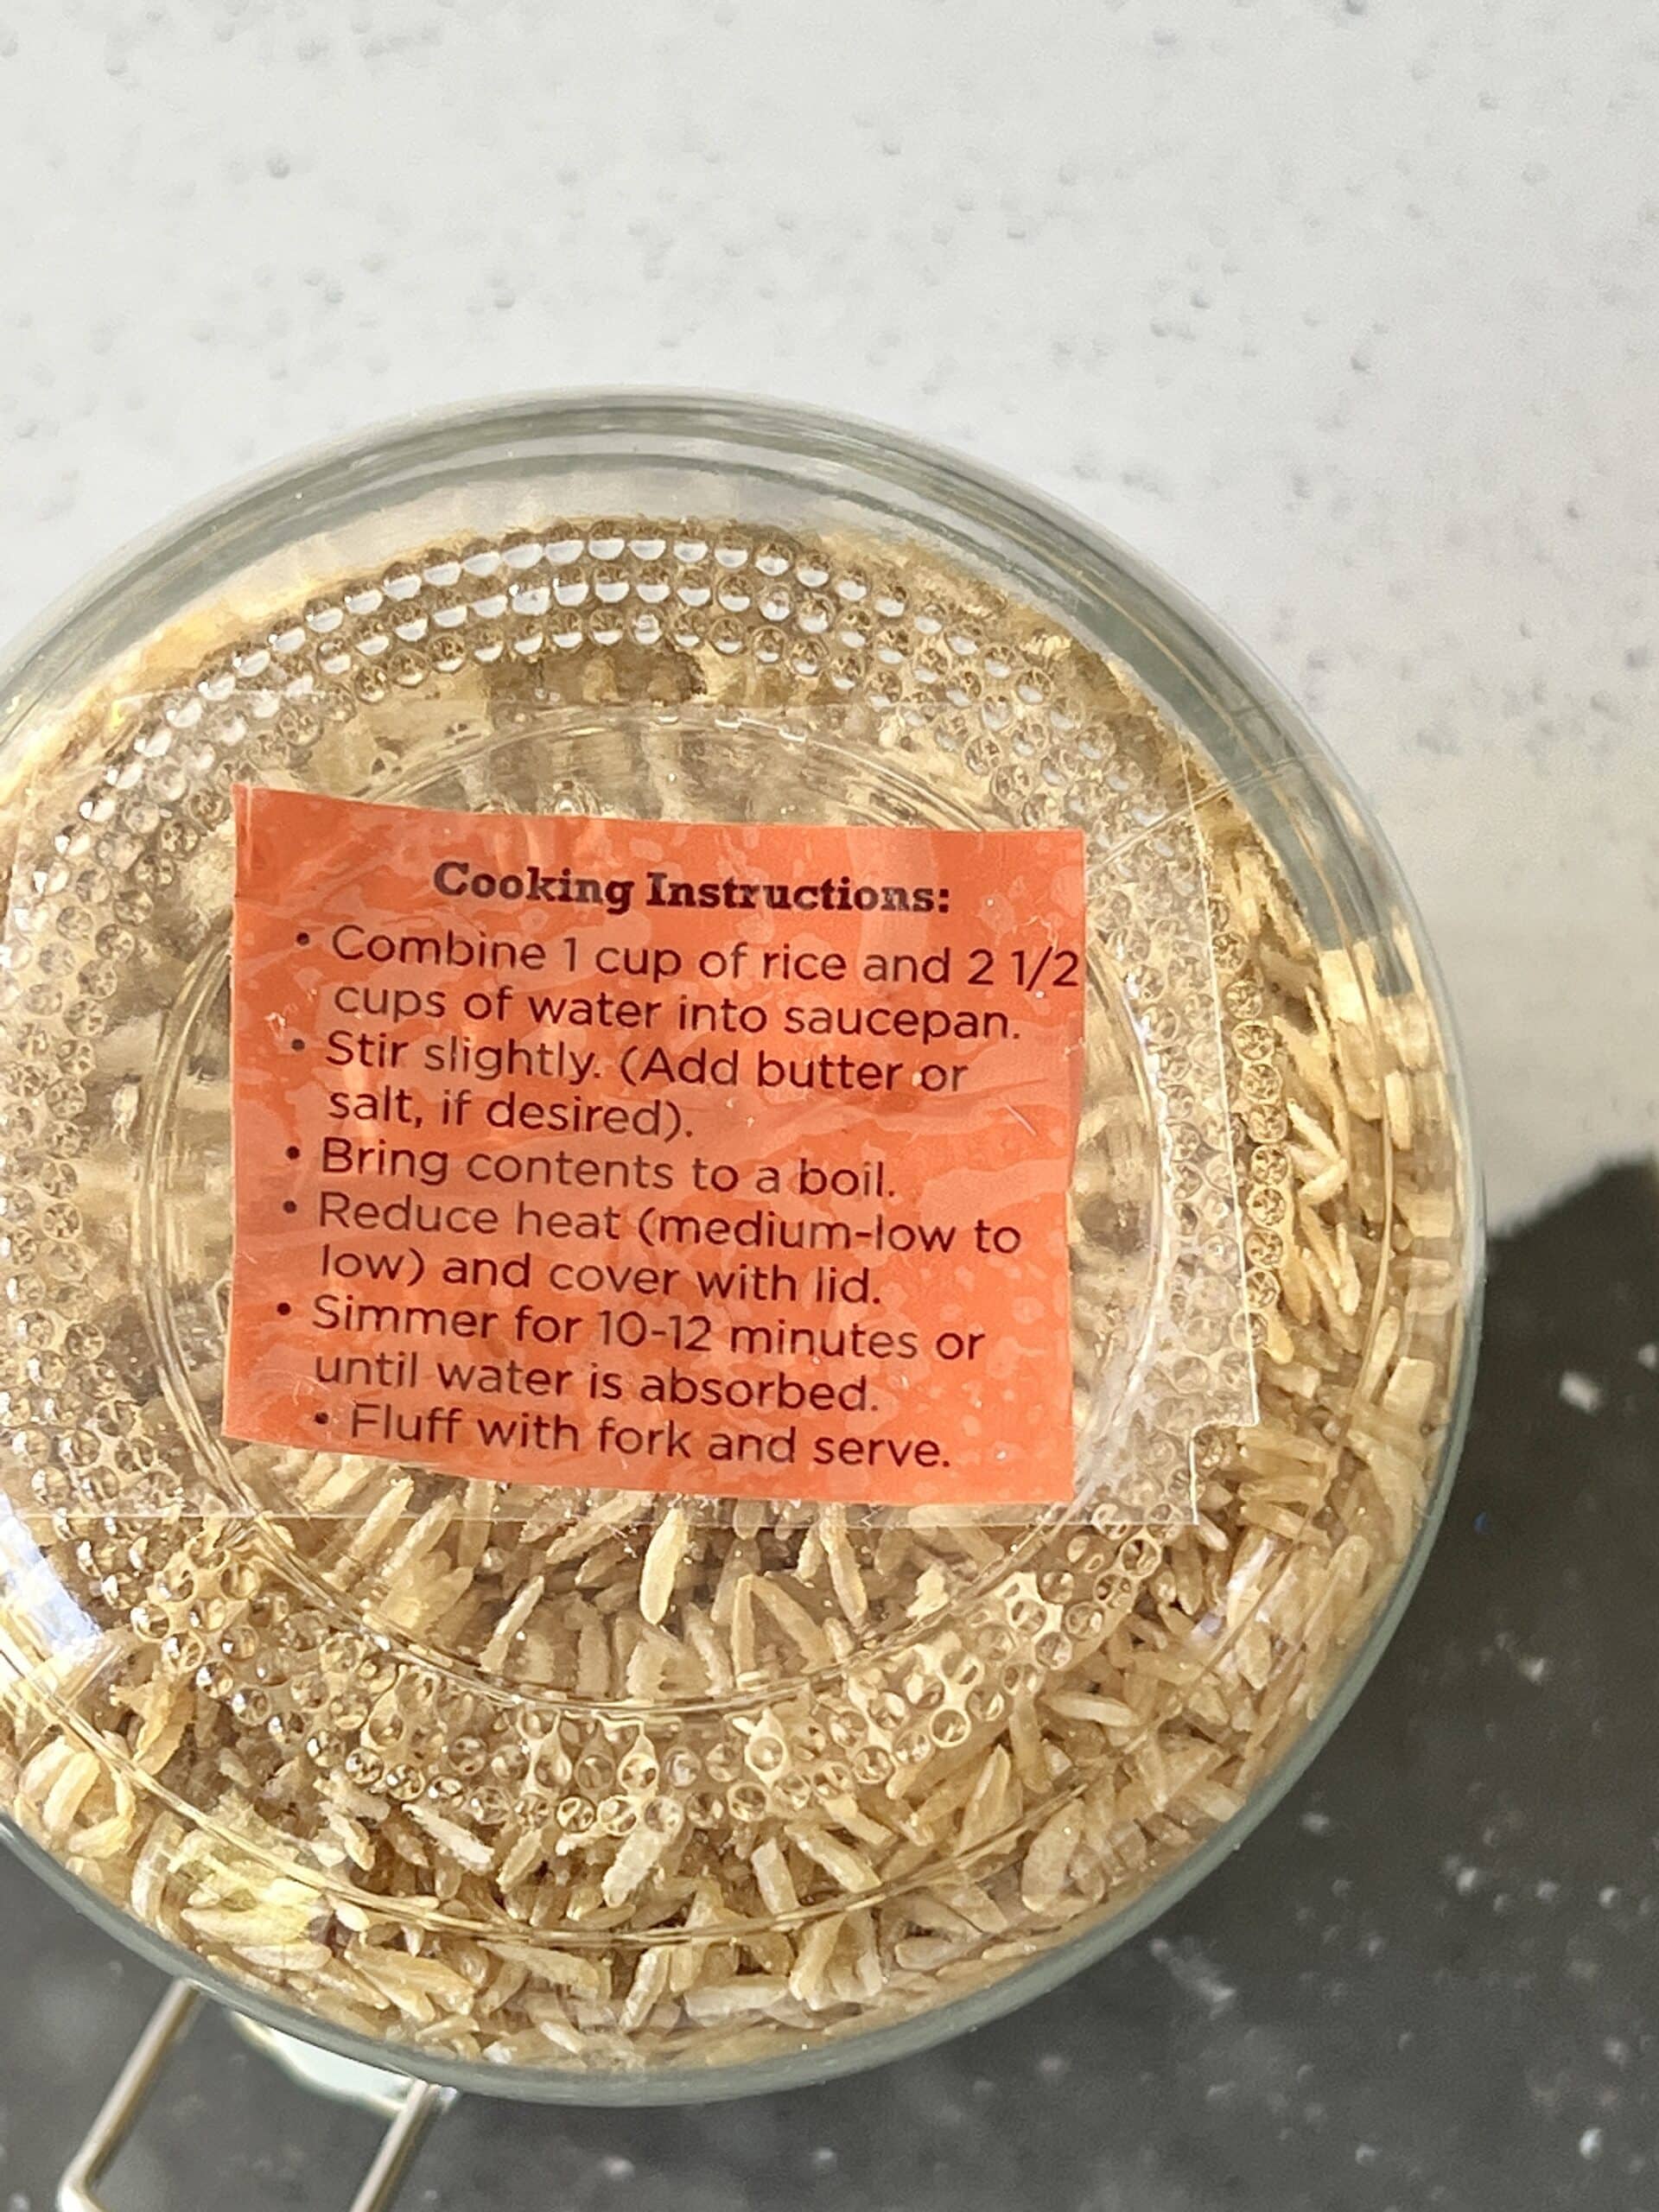 Cooking Instructions:
• Combine 1 cup of rice and 2 1/2
cups of water into saucepan.
• Stir slightly. (Add butter or
salt, if desired).
• Bring contents to a boil.
• Reduce heat (medium-low to
low) and cover with lid.
• Simmer for 10-12 minutes or
until water is absorbed.
• Fluff with fork and serve.